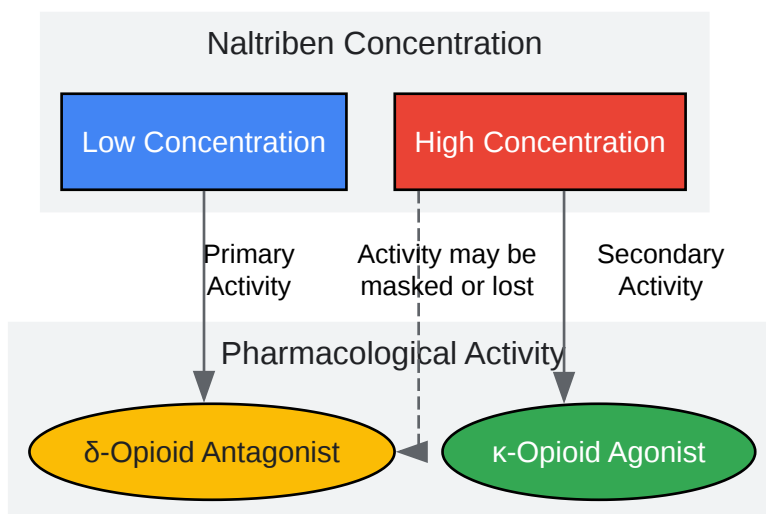 Naltriben Concentration
Low Concentration
High Concentration
Primary
Activity
Activity may be
masked or lost
Secondary
Activity
Pharmacological Activity
δ-Opioid Antagonist
κ-Opioid Agonist